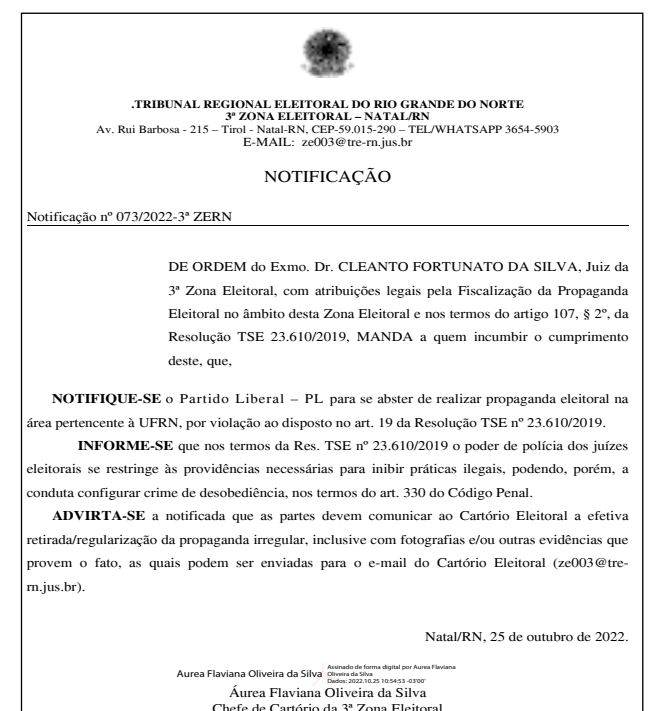 .TRIBUNAL REGIONAL ELEITORAL DO RIO GRANDE DO NORTE
3ª ZONA ELEITORAL – NATAL/RN
Av. Rui Barbosa - 215 – Tirol - Natal-RN, CEP-59.015-290 – TEL/WHATSAPP 3654-5903
E-MAIL: ze003@tre-rn.jus.br
NOTIFICAÇÃO
Notificação nº 073/2022-3ª ZERN
DE ORDEM do Exmo. Dr. CLEANTO FORTUNATO DA SILVA, Juiz da
3ª Zona Eleitoral, com atribuições legais pela Fiscalização da Propaganda
Eleitoral no âmbito desta Zona Eleitoral e nos termos do artigo 107, § 2º, da
Resolução TSE 23.610/2019, MANDA a quem incumbir o cumprimento
deste, que,
NOTIFIQUE-SE o Partido Liberal – PL para se abster de realizar propaganda eleitoral na
área pertencente à UFRN, por violação ao disposto no art. 19 da Resolução TSE nº 23.610/2019.
INFORME-SE que nos termos da Res. TSE nº 23.610/2019 o poder de polícia dos juízes
eleitorais se restringe às providências necessárias para inibir práticas ilegais, podendo, porém, a
conduta configurar crime de desobediência, nos termos do art. 330 do Código Penal.
ADVIRTA-SE a notificada que as partes devem comunicar ao Cartório Eleitoral a efetiva
retirada/regularização da propaganda irregular, inclusive com fotografias e/ou outras evidências que
provem o fato, as quais podem ser enviadas para o e-mail do Cartório Eleitoral (ze003@tre-
rn.jus.br).
Natal/RN, 25 de outubro de 2022.
Aurea Flaviana Oliveira da Silva
Assinado de forma digital por Aurea Flaviana
Oliveira da Silva
Dados: 2022.10.25 10:54:53 -03'00'
Áurea Flaviana Oliveira da Silva
Chefe de Cartório da 3ª Zona Eleitoral